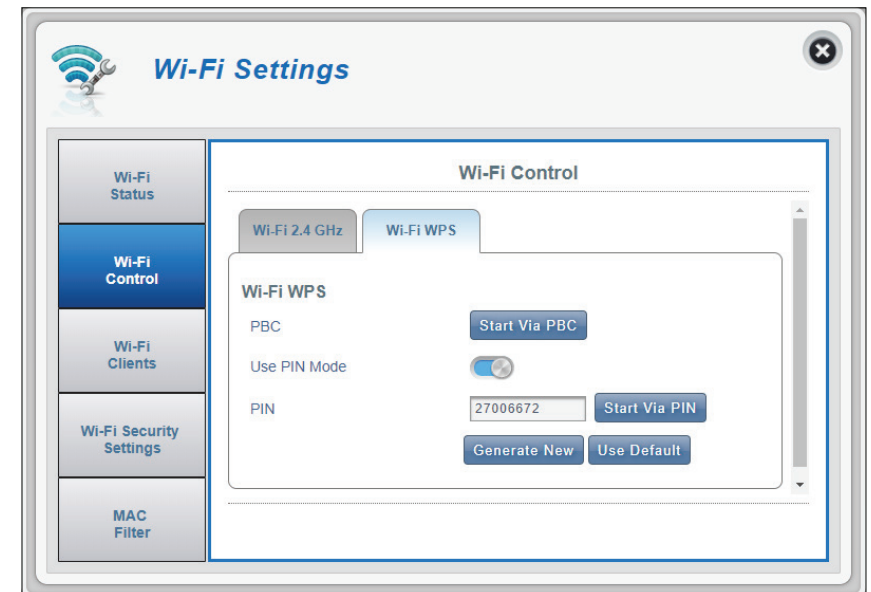 Wi-Fi Settings
Wi-Fi
Status
Wi-Fi
Control
Wi-Fi
Clients
Wi-Fi Security
Settings
MAC
Filter
Wi-Fi Control
Wi-Fi 2.4 GHz
Wi-Fi WPS
Wi-Fi WPS
PBC
Start Via PBC
Use PIN Mode
PIN
27006672
Start Via PIN
Generate New
Use Default